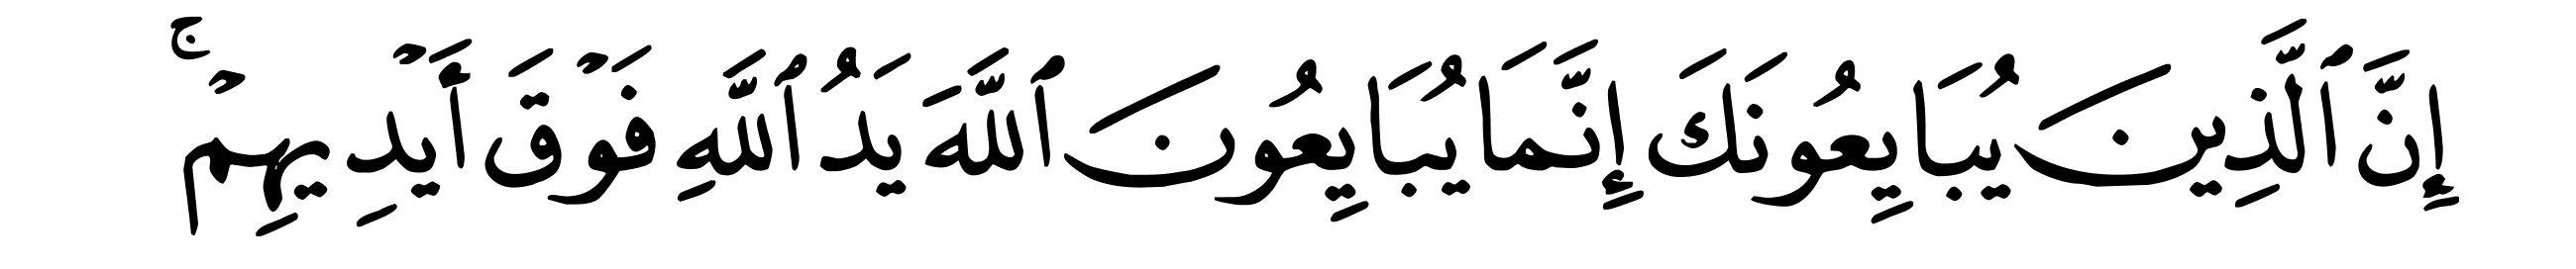 إِنَّ ٱلَّذِينَ يُبَايِعُونَكَ إِنَّمَا يُبَايِعُونَ ٱللَّهَ يَدُ ٱللَّهِ فَوۡقَ أَيۡدِيهِمۡۚ